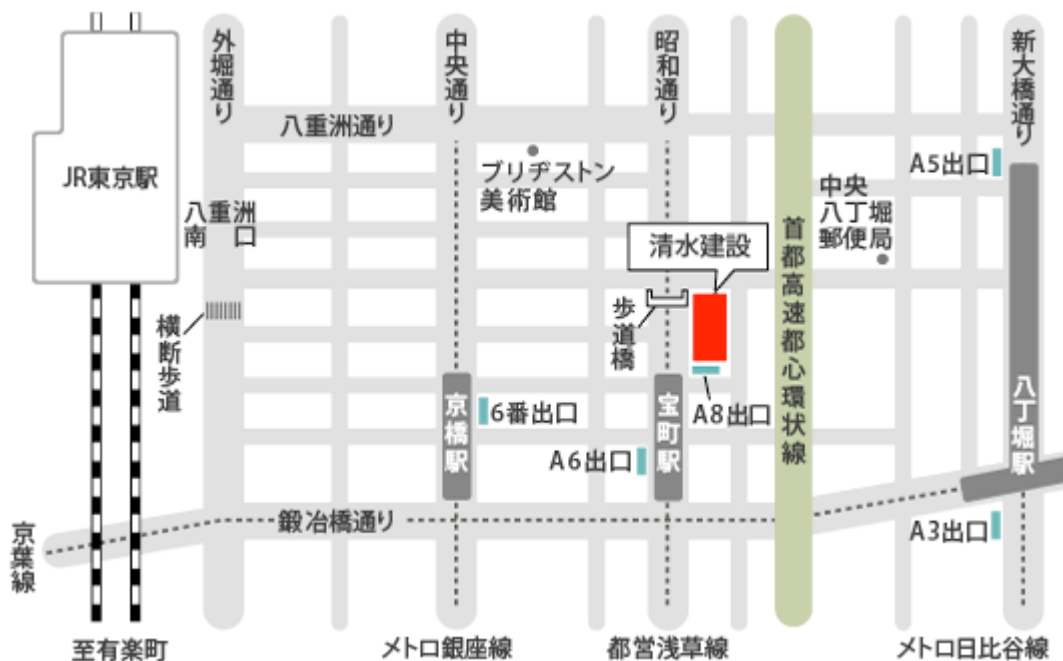 外堀通り
中央通り
昭和通り
新大橋通り
八重洲通り
JR東京駅
ブリヂストン
美術館
A5出口
中央
八丁堀
郵便局
八重洲
南口
清水建設
首都高速都心環状線
歩道橋
横断歩道
京橋駅
6番出口
宝町駅
A8出口
八丁堀駅
A6出口
鍛冶橋通り
A3出口
京葉線
至有楽町
メトロ銀座線
都営浅草線
メトロ日比谷線